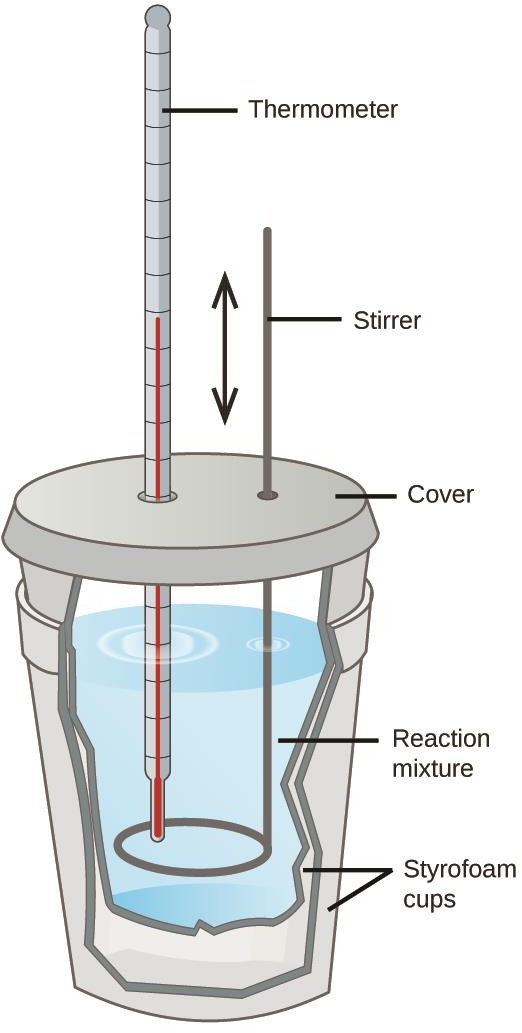 Thermometer
Stirrer
Cover
Reaction
mixture
Styrofoam
cups